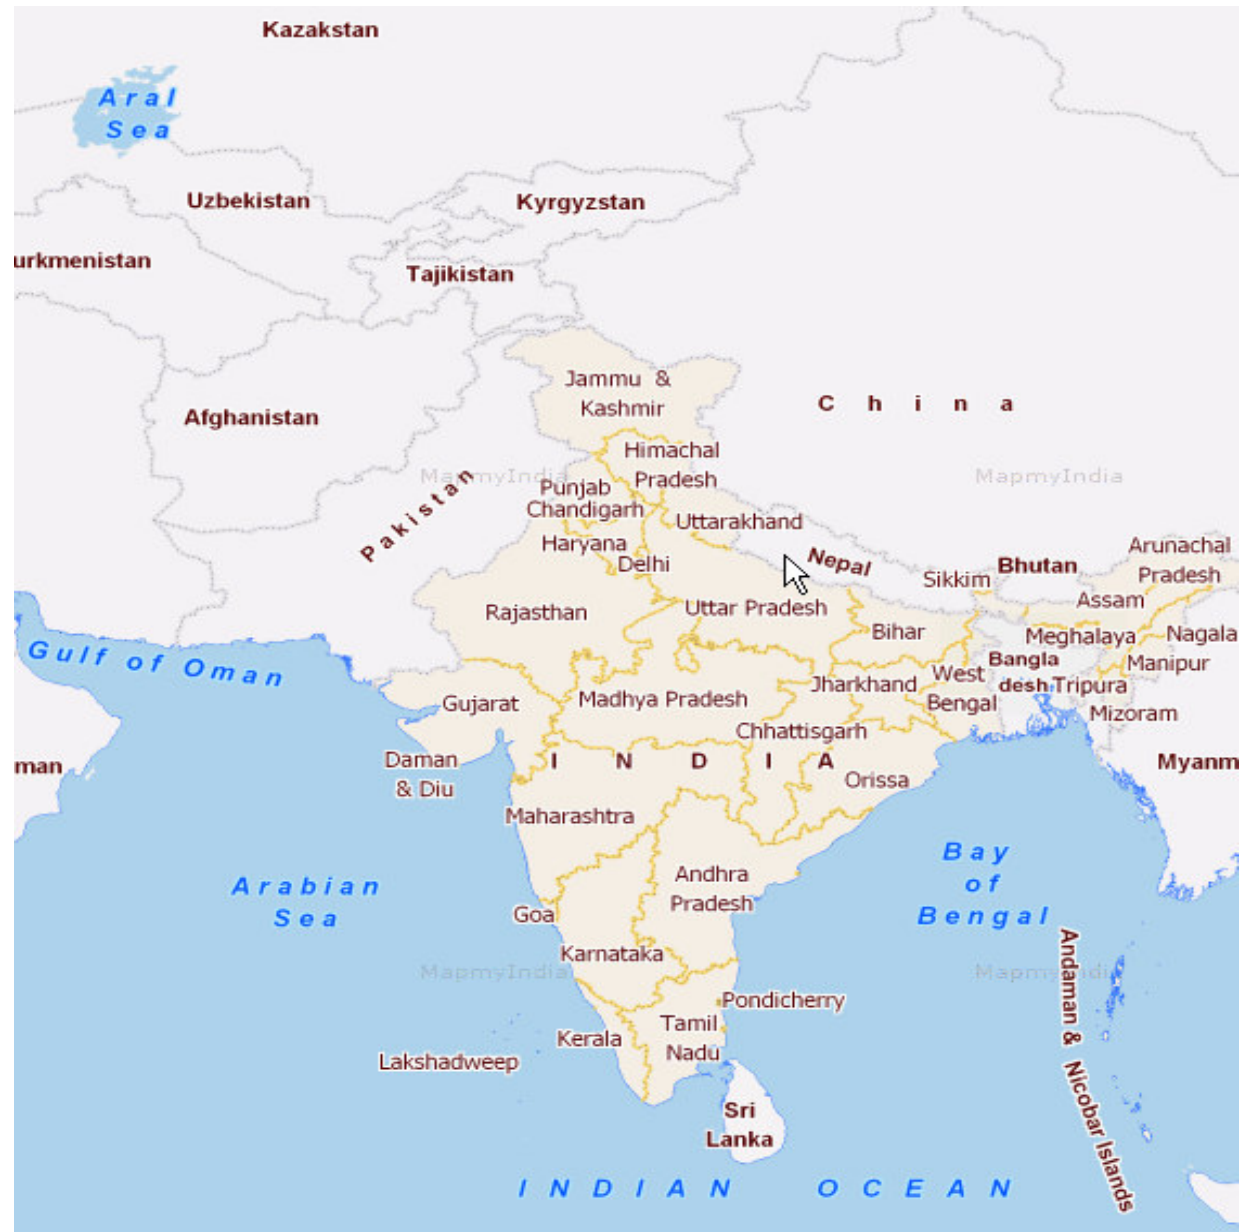 Kazakstan
Aral
Sea
Uzbekistan
Kyrgyzstan
urkmenistan
Tajikistan
Jammu &
Kashmir
China
Afghanistan
Himachal
Pradesh
MapmyIndia
MapmyIndia
Pakistan
Punjab
Chandigarh
Uttarakhand
Haryana
Delhi
Nepal
Sikkim
Bhutan
Arunachal
Pradesh
Assam
Rajasthan
Uttar Pradesh
Bihar
Meghalaya
Nagala
Gulf of Oman
Bangla
desh
Manipur
West
Bengal
Tripura
Jharkhand
Madhya Pradesh
Gujarat
Mizoram
Chhattisgarh
Daman
& Diu
INDIA
man
Myanm
Orissa
Maharashtra
Bay
of
Bengal
Andhra
Pradesh
Arabian
Sea
Goa
Karnataka
MapmyIndia
MapmyIndia
Andaman & Nicobar Islands
Pondicherry
Tamil
Nadu
Kerala
Lakshadweep
Sri
Lanka
INDIAN OCEAN